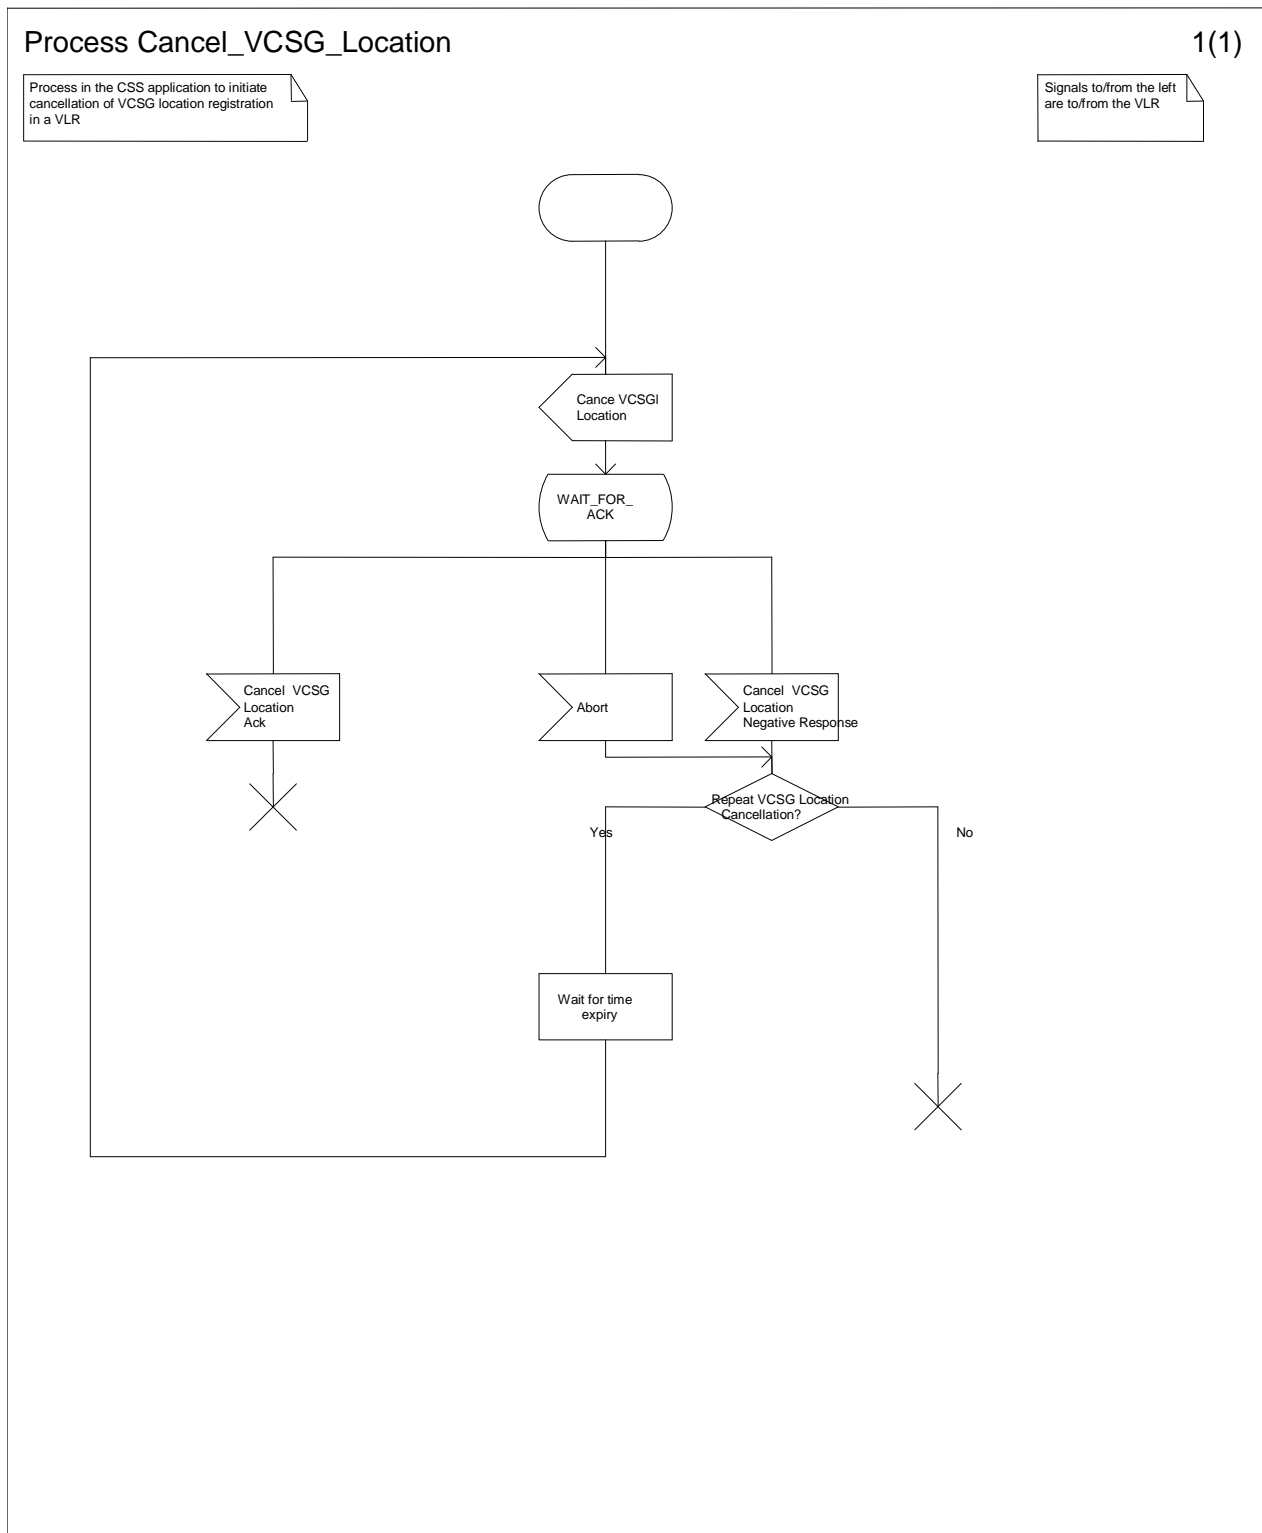 Process Cancel_VCSG_Location
1(1)
Process in the CSS application to initiate
cancellation of VCSG location registration
in a VLR
Signals to/from the left
are to/from the VLR
Cance VCSGl
Location
WAIT_FOR_
ACK
Cancel VCSG
Location
Ack
Abort
Cancel VCSG
Location
Negative Response
Repeat VCSG Location
Cancellation?
Yes
No
Wait for time
expiry